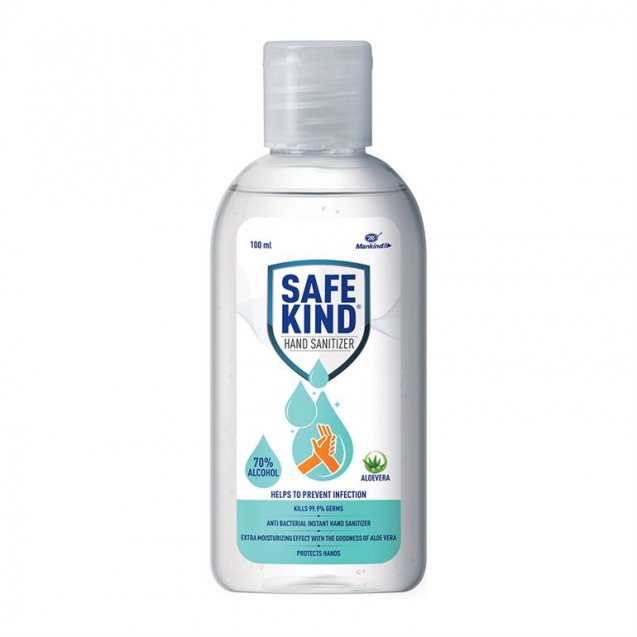 100 ml
Mankind
SAFE
KIND®
HAND SANITIZER
70%
ALCOHOL
ALOEVERA
HELPS TO PREVENT INFECTION
KILLS 99.9% GERMS
ANTI BACTERIAL INSTANT HAND SANITIZER
EXTRA MOISTURIZING EFFECT WITH THE GOODNESS OF ALOE VERA
PROTECTS HANDS